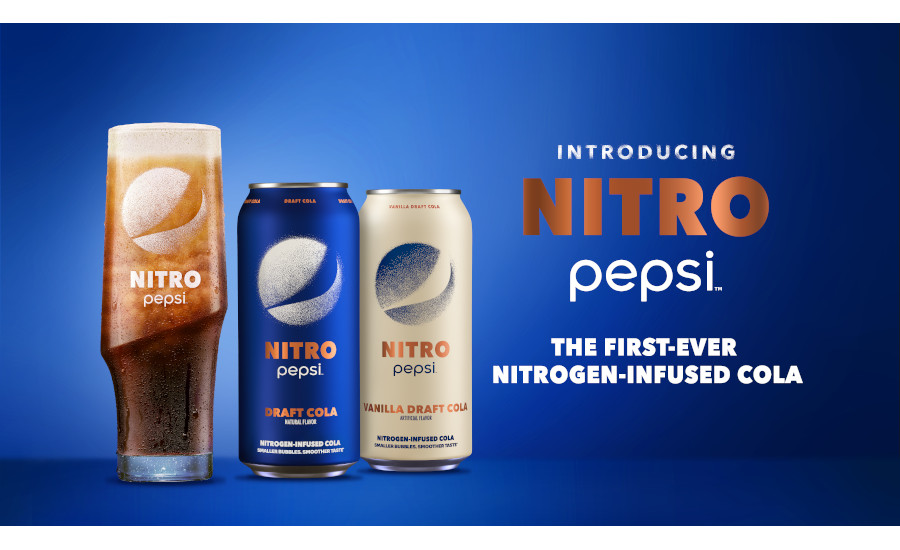 NITRO
pepsi
DRAFT COLA
NITRO
pepsi.
DRAFT COLA
NATURAL FLAVOR
NITROGEN-INFUSED COLA
SMALLER BUBBLES. SMOOTHER TASTE
VANILLA DRAFT COLA
NITRO
pepsi.
VANILLA DRAFT COLA
ARTIFICIAL FLAVOR
NITROGEN-INFUSED COLA
SMALLER BUBBLES. SMOOTHER TASTE
INTRODUCING
NITRO
pepsi™
THE FIRST-EVER
NITROGEN-INFUSED COLA